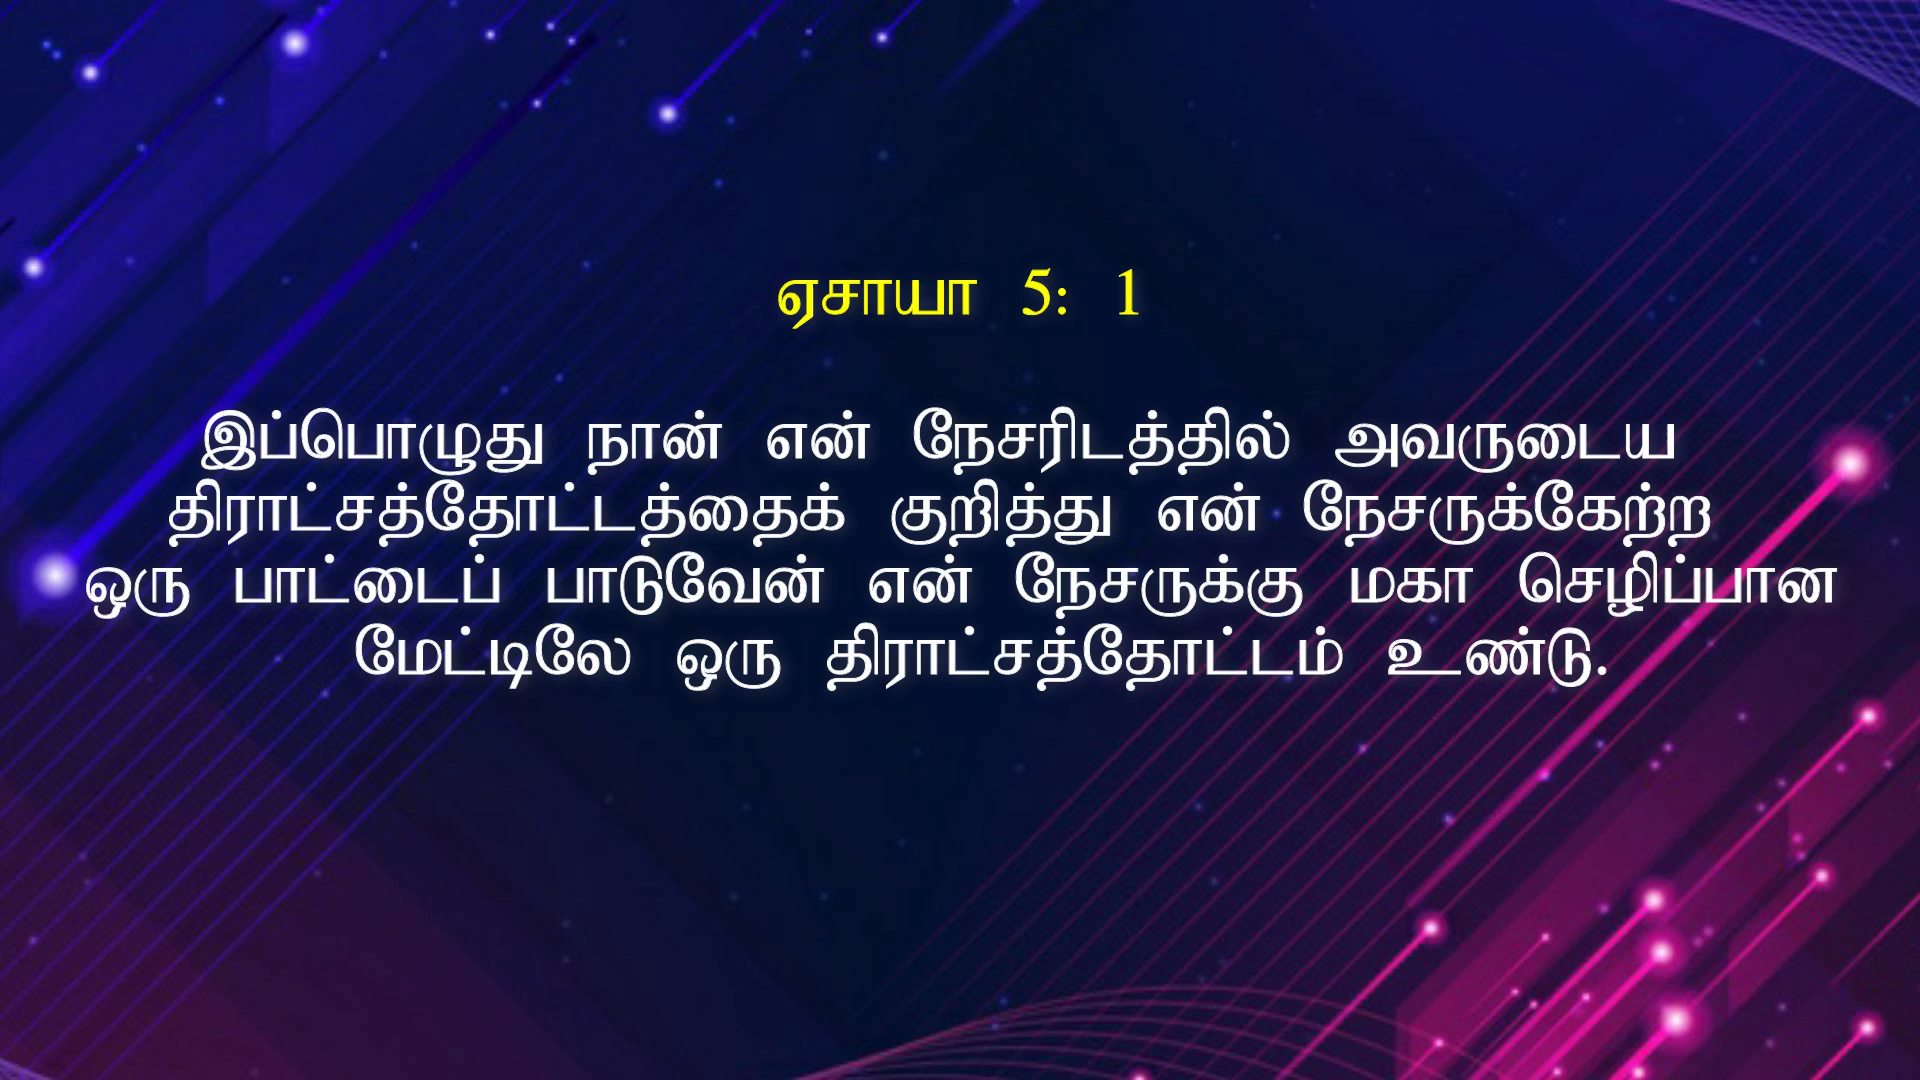 ஏசாயா 5: 1
இப்பொழுது நான் என் நேசரிடத்தில் அவருடைய
திராட்சத்தோட்டத்தைக் குறித்து என் நேசருக்கேற்ற
ஒரு பாட்டைப் பாடுவேன் என் நேசருக்கு மகா செழிப்பான
மேட்டிலே ஒரு திராட்சத்தோட்டம் உண்டு.